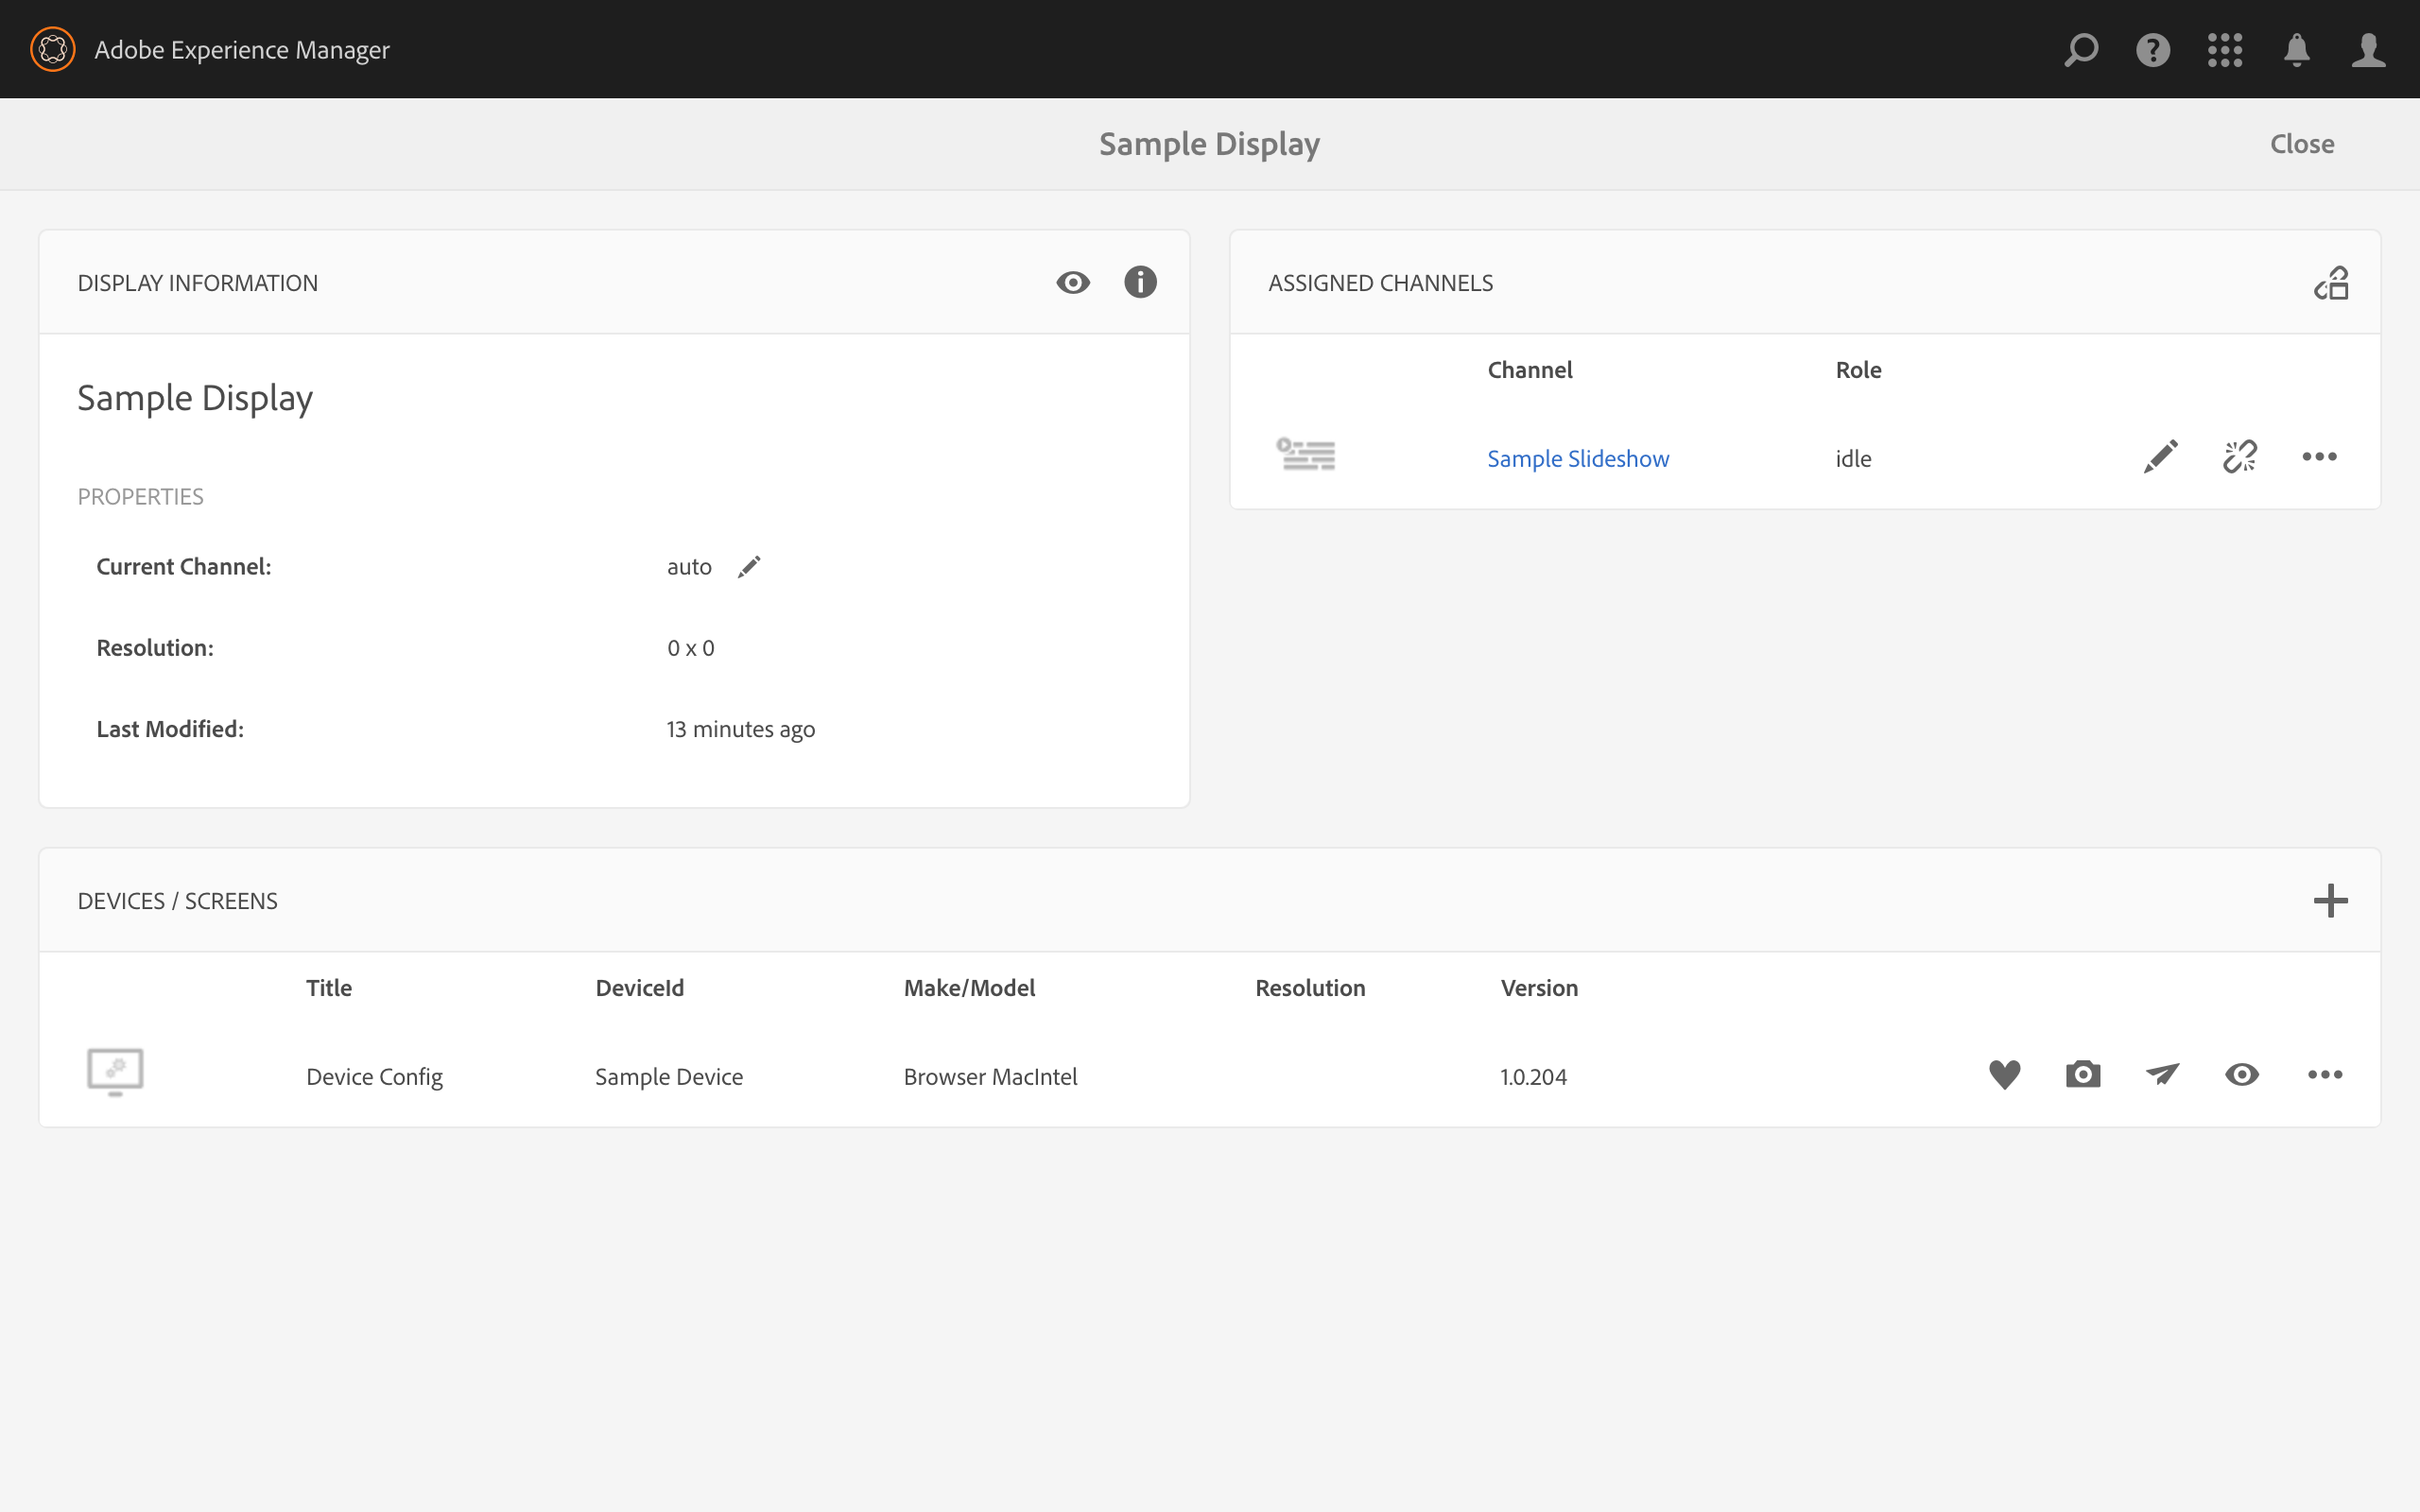 Adobe Experience Manager
Sample Display
Close
DISPLAY INFORMATION
Sample Display
PROPERTIES
Current Channel: auto
Resolution: 0 x 0
Last Modified: 13 minutes ago
ASSIGNED CHANNELS
Channel Role
Sample Slideshow idle
DEVICES / SCREENS
Title DeviceId Make/Model Resolution Version
Device Config Sample Device Browser MacIntel 1.0.204